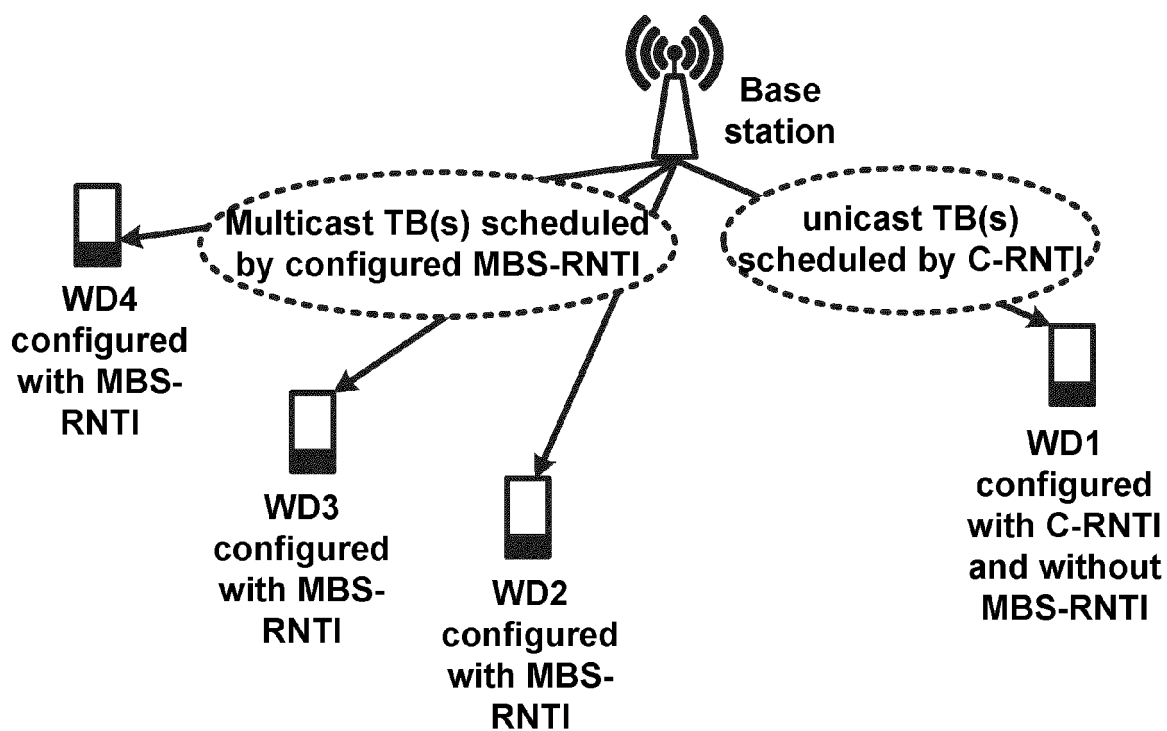 Base
station
Multicast TB(s) scheduled
by configured MBS-RNTI
unicast TB(s)
scheduled by C-RNTI
WD4
configured
with MBS-
RNTI
WD3
configured
with MBS-
RNTI
WD2
configured
with MBS-
RNTI
WD1
configured
with C-RNTI
and without
MBS-RNTI